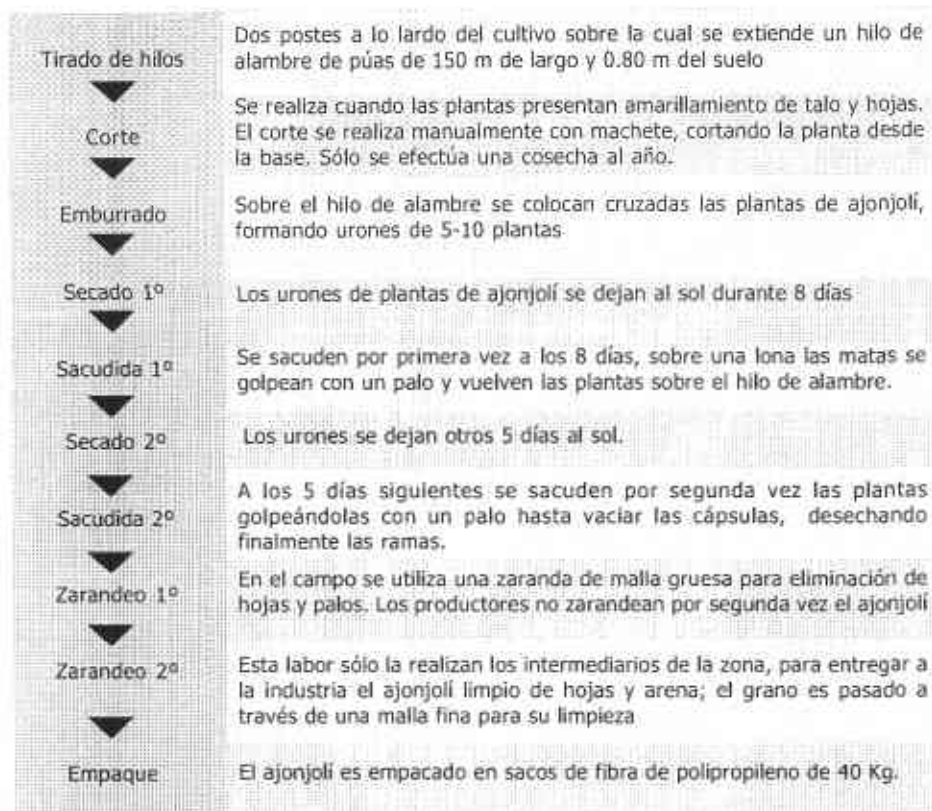 Tirado de hilos
Dos postes a lo lardo del cultivo sobre la cual se extiende un hilo de
alambre de púas de 150 m de largo y 0.80 m del suelo
Corte
Se realiza cuando las plantas presentan amarillamiento de talo y hojas.
El corte se realiza manualmente con machete, cortando la planta desde
la base. Sólo se efectúa una cosecha al año.
Emburrado
Sobre el hilo de alambre se colocan cruzadas las plantas de ajonjolí,
formando urones de 5-10 plantas
Secado 1º
Los urones de plantas de ajonjolí se dejan al sol durante 8 días
Sacudida 1º
Se sacuden por primera vez a los 8 días, sobre una lona las matas se
golpean con un palo y vuelven las plantas sobre el hilo de alambre.
Secado 2º
Los urones se dejan otros 5 días al sol.
Sacudida 2º
A los 5 días siguientes se sacuden por segunda vez las plantas
golpeándolas con un palo hasta vaciar las cápsulas, desechando
finalmente las ramas.
Zarandeo 1º
En el campo se utiliza una zaranda de malla gruesa para eliminación de
hojas y palos. Los productores no zarandean por segunda vez el ajonjolí
Zarandeo 2º
Esta labor sólo la realizan los intermediarios de la zona, para entregar a
la industria el ajonjolí limpio de hojas y arena; el grano es pasado a
través de una malla fina para su limpieza
Empaque
El ajonjolí es empacado en sacos de fibra de polipropileno de 40 Kg.